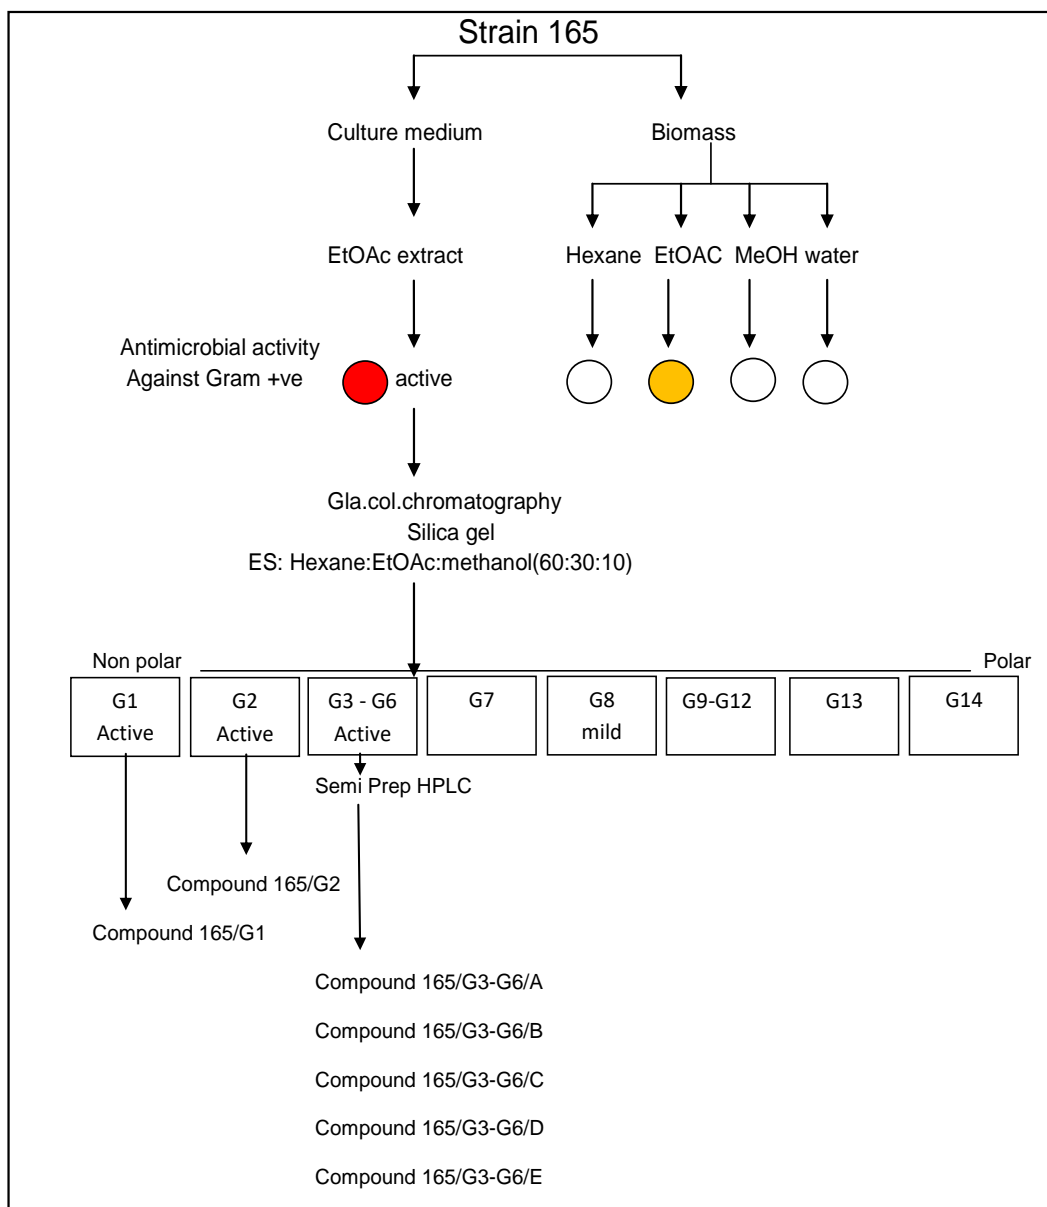 Strain 165
Culture medium
Biomass
EtOAc extract
Hexane EtOAC MeOH water
Antimicrobial activity
Against Gram +ve
active
Gla.col.chromatography
Silica gel
ES: Hexane:EtOAc:methanol(60:30:10)
Non polar
Polar
G1
Active
G2
Active
G3 - G6
Active
G7
G8
mild
G9-G12
G13
G14
Semi Prep HPLC
Compound 165/G2
Compound 165/G1
Compound 165/G3-G6/A
Compound 165/G3-G6/B
Compound 165/G3-G6/C
Compound 165/G3-G6/D
Compound 165/G3-G6/E